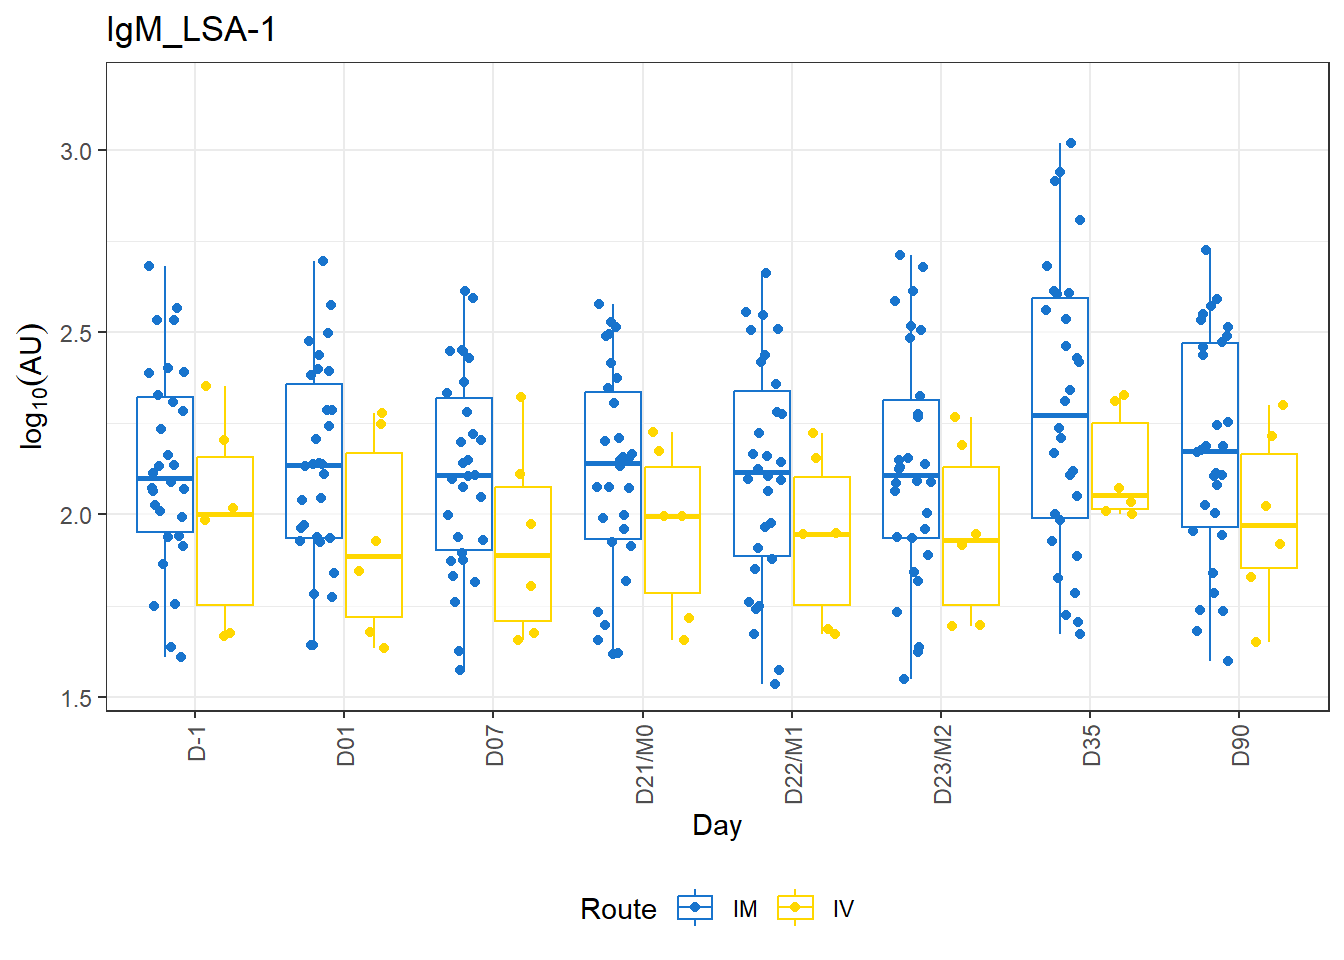 IgM_LSA-1
log10(AU)
3.0
2.5
2.0
1.5
D-1
D01
D07
D21/M0
D22/M1
D23/M2
D35
D90
Day
Route IM IV